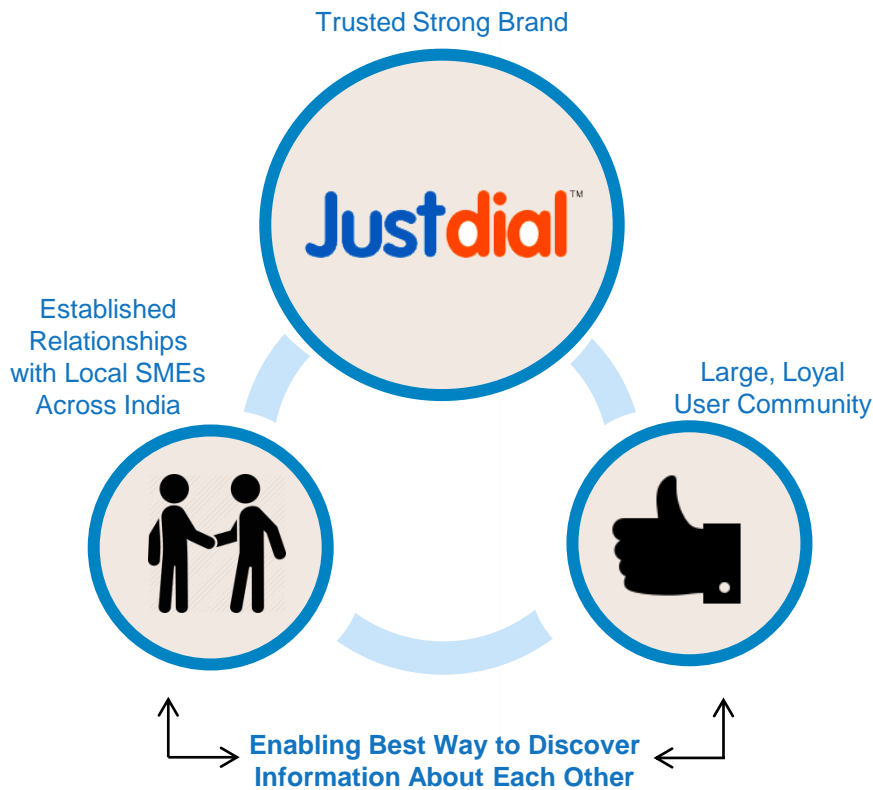 Trusted Strong Brand
Justdial™
Established
Relationships
with Local SMEs
Across India
Large, Loyal
User Community
Enabling Best Way to Discover
Information About Each Other